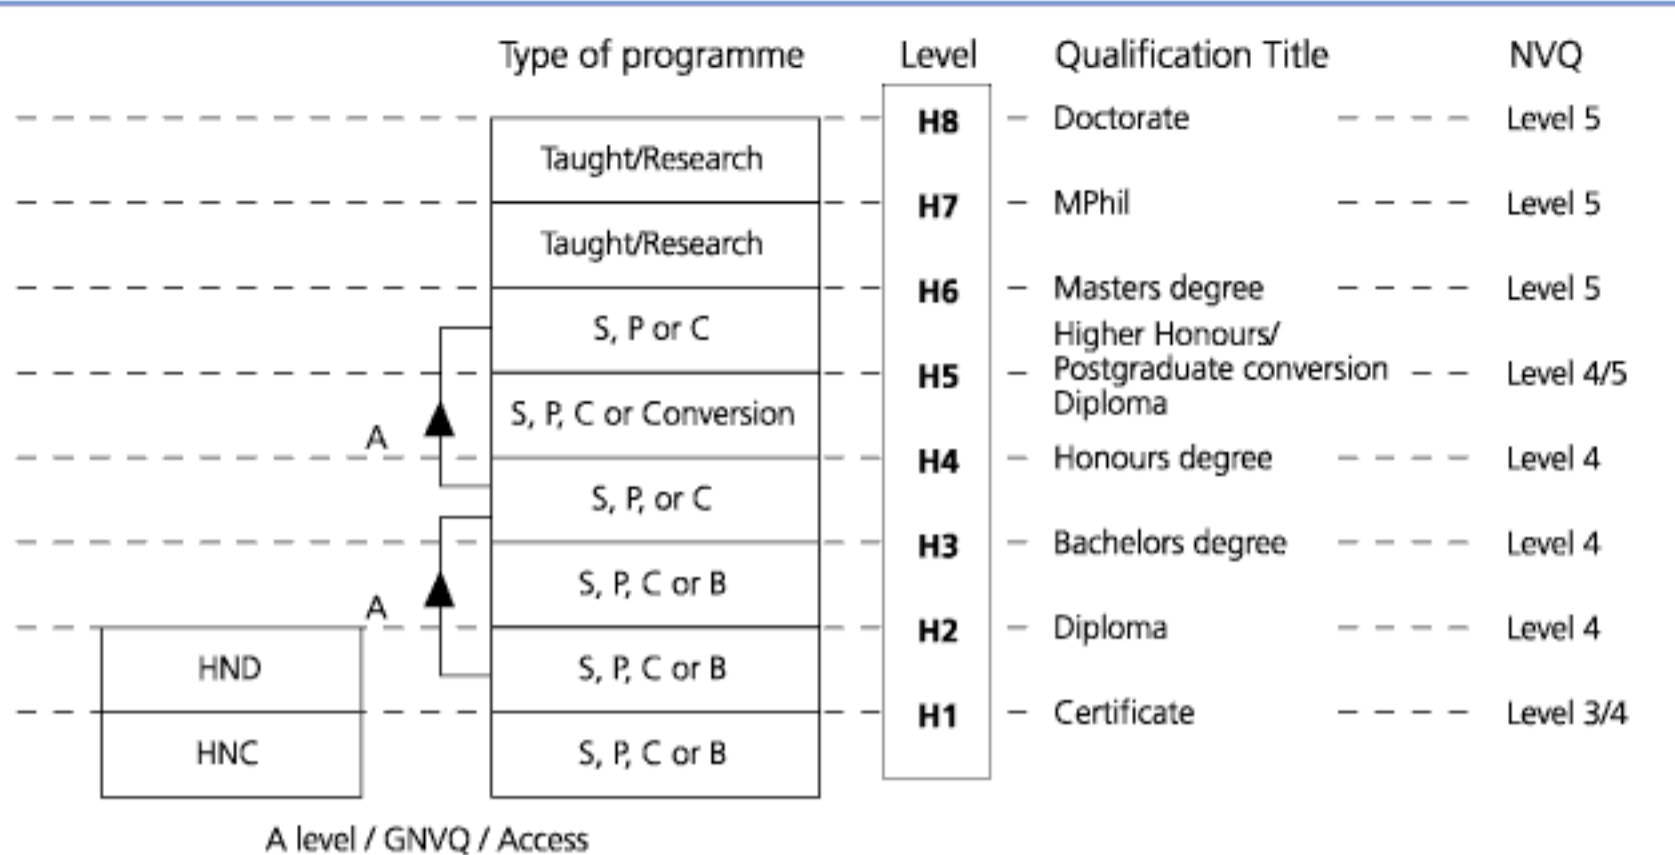 Type of programme Level Qualification Title NVQ
H8 Doctorate Level 5
Taught/Research
H7 MPhil Level 5
Taught/Research
H6 Masters degree Level 5
S, P or C
Higher Honours/
H5 Postgraduate conversion Level 4/5
Diploma
S, P, C or Conversion
A
H4 Honours degree Level 4
S, P, or C
H3 Bachelors degree Level 4
S, P, C or B
A
H2 Diploma Level 4
HND S, P, C or B
H1 Certificate Level 3/4
HNC S, P, C or B
A level / GNVQ / Access